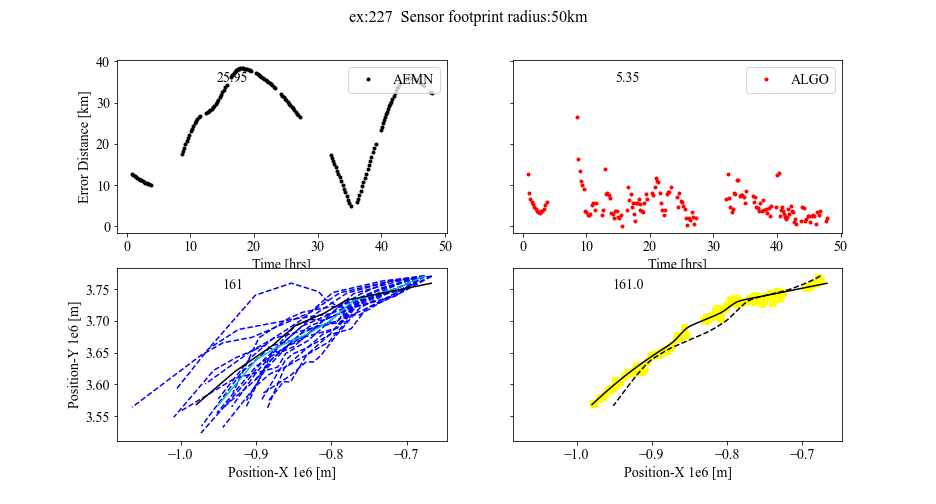 ex:227 Sensor footprint radius:50km
40
30
20
10
0
Error Distance [km]
25.95
AEMN
0 10 20 30 40 50
Time [hrs]
5.35
ALGO
0 10 20 30 40 50
Time [hrs]
3.75
3.70
3.65
3.60
3.55
Position-Y 1e6 [m]
161
−1.0 −0.9 −0.8 −0.7
Position-X 1e6 [m]
161.0
−1.0 −0.9 −0.8 −0.7
Position-X 1e6 [m]